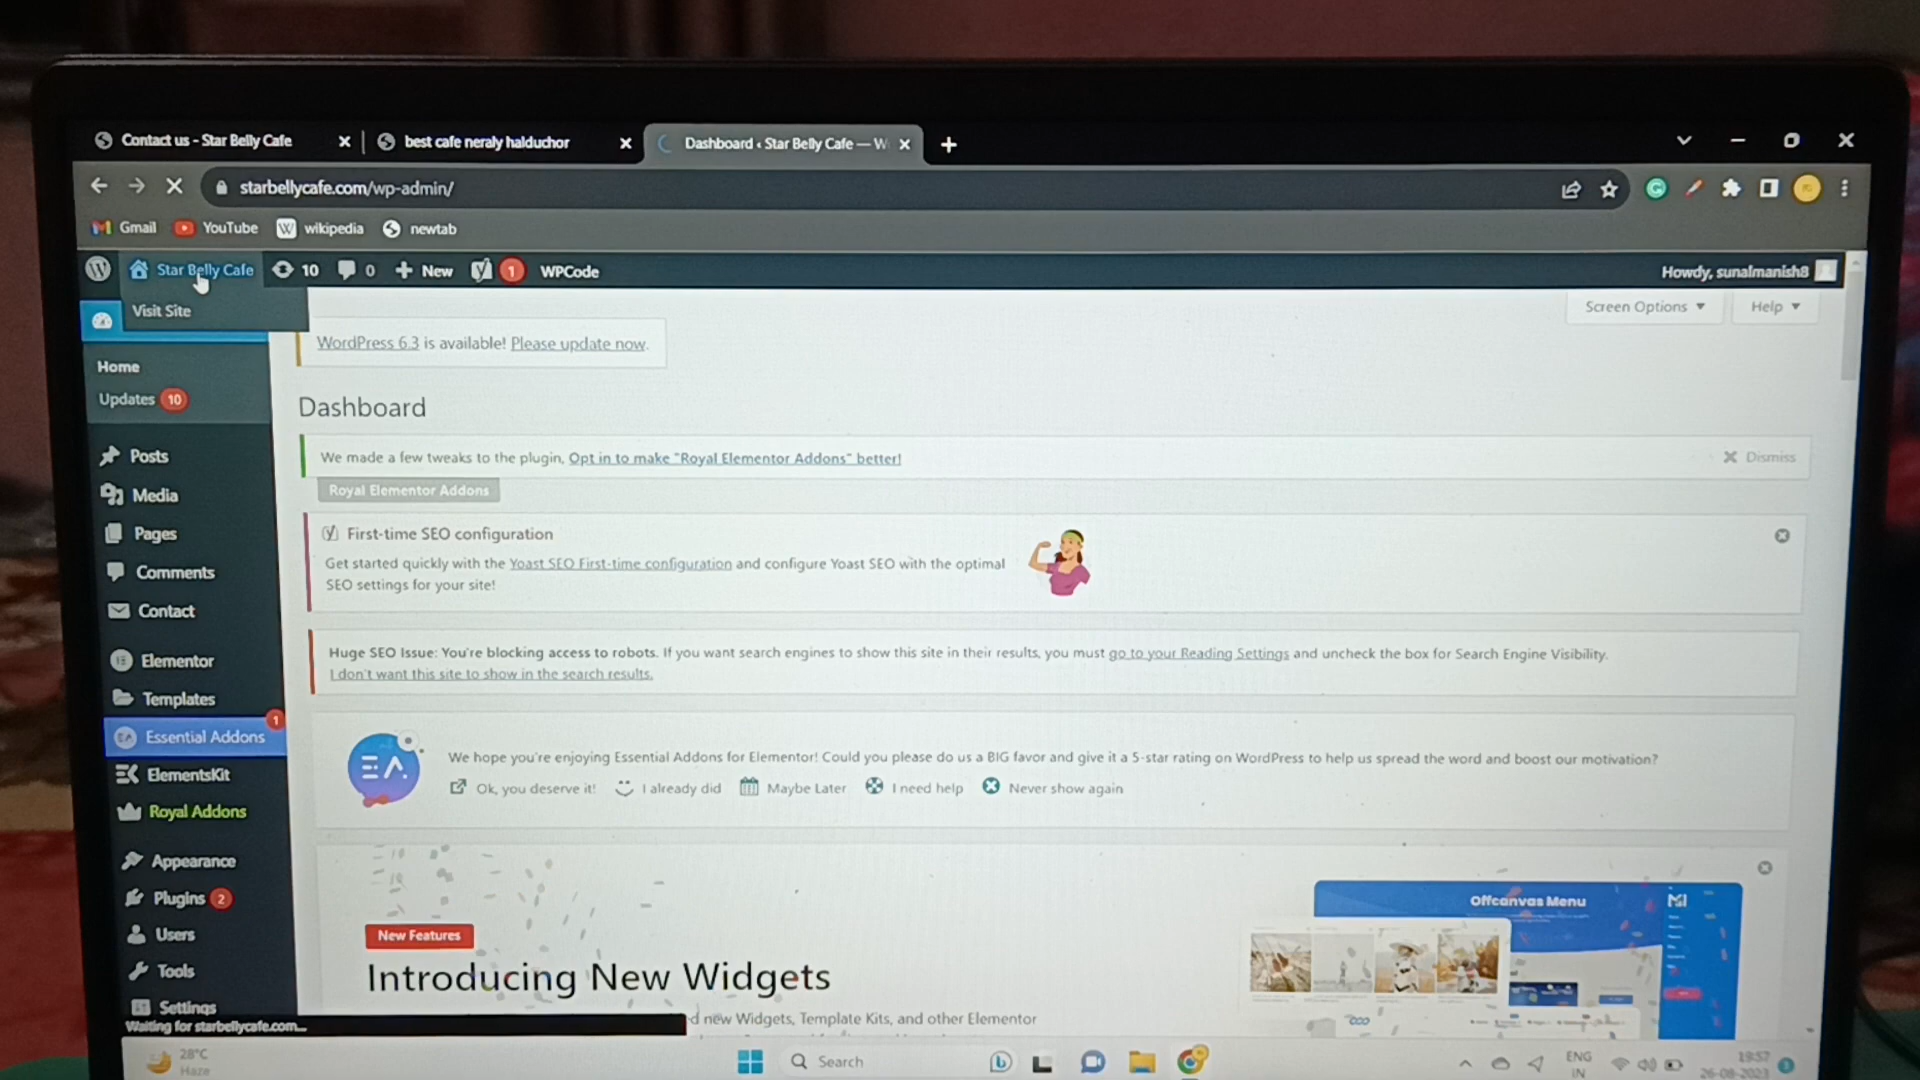 Contact us - Star Belly Cafe
best cafe neraly halduchor
Dashboard ‹ Star Belly Cafe — W
starbellycafe.com/wp-admin/
Gmail
YouTube
wikipedia
newtab
Star Belly Cafe
10
0
New
1
WPCode
Howdy, sunalmanish8
Visit Site
Screen Options
Help
WordPress 6.3 is available! Please update now.
Home
Updates 10
Dashboard
Posts
We made a few tweaks to the plugin, Opt in to make "Royal Elementor Addons" better!
Dismiss
Royal Elementor Addons
Media
Pages
First-time SEO configuration
Get started quickly with the Yoast SEO First-time configuration and configure Yoast SEO with the optimal
SEO settings for your site!
Comments
Contact
Huge SEO Issue: You're blocking access to robots. If you want search engines to show this site in their results, you must go to your Reading Settings and uncheck the box for Search Engine Visibility.
I don't want this site to show in the search results.
Elementor
Templates
Essential Addons
1
EA
We hope you're enjoying Essential Addons for Elementor! Could you please do us a BIG favor and give it a 5-star rating on WordPress to help us spread the word and boost our motivation?
Ok, you deserve it!
I already did
Maybe Later
I need help
Never show again
ElementsKit
Royal Addons
Appearance
Plugins 2
Users
Tools
Settings
New Features
Introducing New Widgets
Offcanvas Menu
d new Widgets, Template Kits, and other Elementor
Waiting for starbellycafe.com...
28°C
Haze
Search
ENG
IN
19:57
26-08-2023